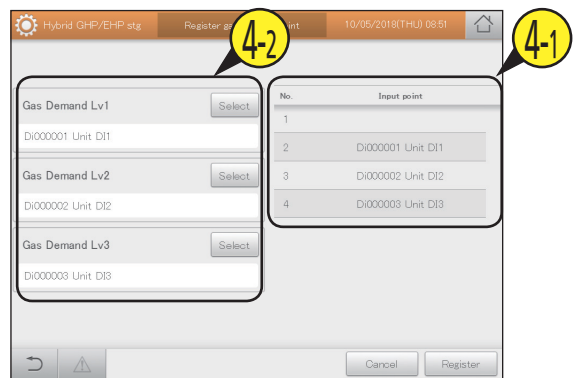 Hybrid GHP/EHP stg
Register
10/05/2018(THU) 08:51
4-2
4-1
Gas Demand Lv1
Select
Di000001 Unit DI1
Gas Demand Lv2
Select
Di000002 Unit DI2
Gas Demand Lv3
Select
Di000003 Unit DI3
No. Input point
1
2 Di000001 Unit DI1
3 Di000002 Unit DI2
4 Di000003 Unit DI3
Cancel
Register